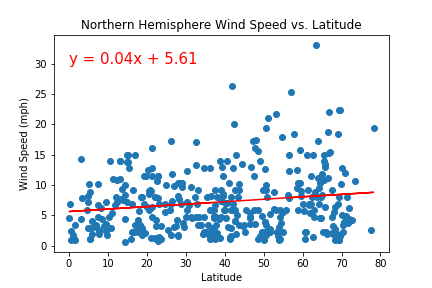 Northern Hemisphere Wind Speed vs. Latitude
y = 0.04x + 5.61
Wind Speed (mph)
30
25
20
15
10
5
0
0 10 20 30 40 50 60 70 80
Latitude